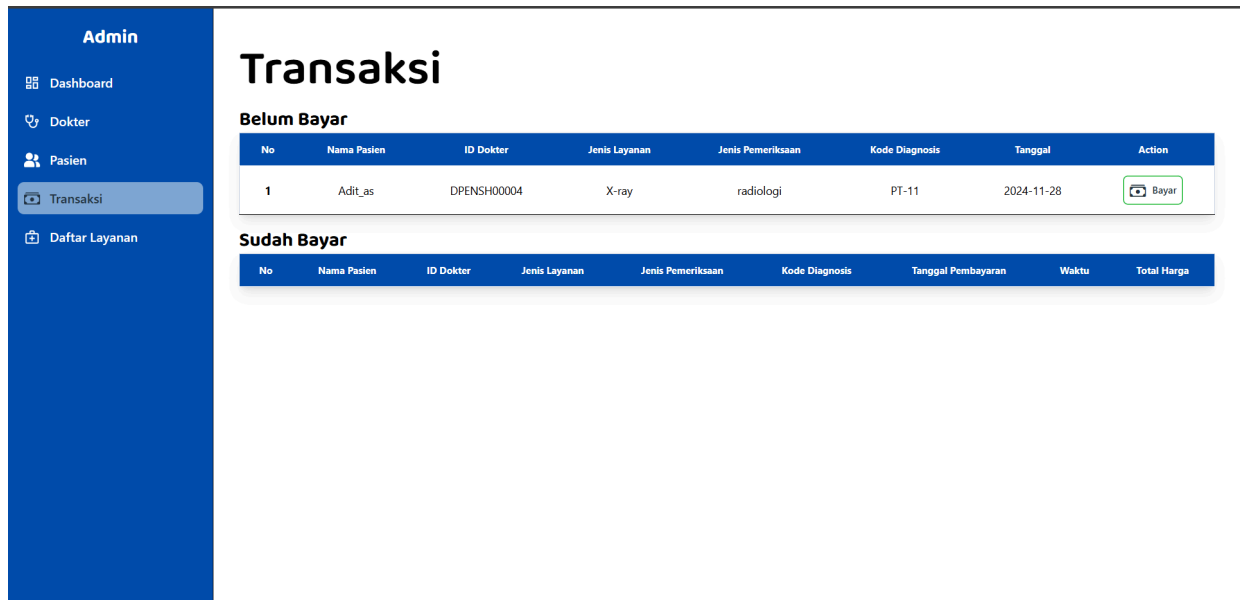 Admin
Dashboard
Dokter
Pasien
Transaksi
Daftar Layanan
Transaksi
Belum Bayar
No Nama Pasien ID Dokter Jenis Layanan Jenis Pemeriksaan Kode Diagnosis Tanggal Action
1 Adit_as DPENSH00004 X-ray radiologi PT-11 2024-11-28 Bayar
Sudah Bayar
No Nama Pasien ID Dokter Jenis Layanan Jenis Pemeriksaan Kode Diagnosis Tanggal Pembayaran Waktu Total Harga